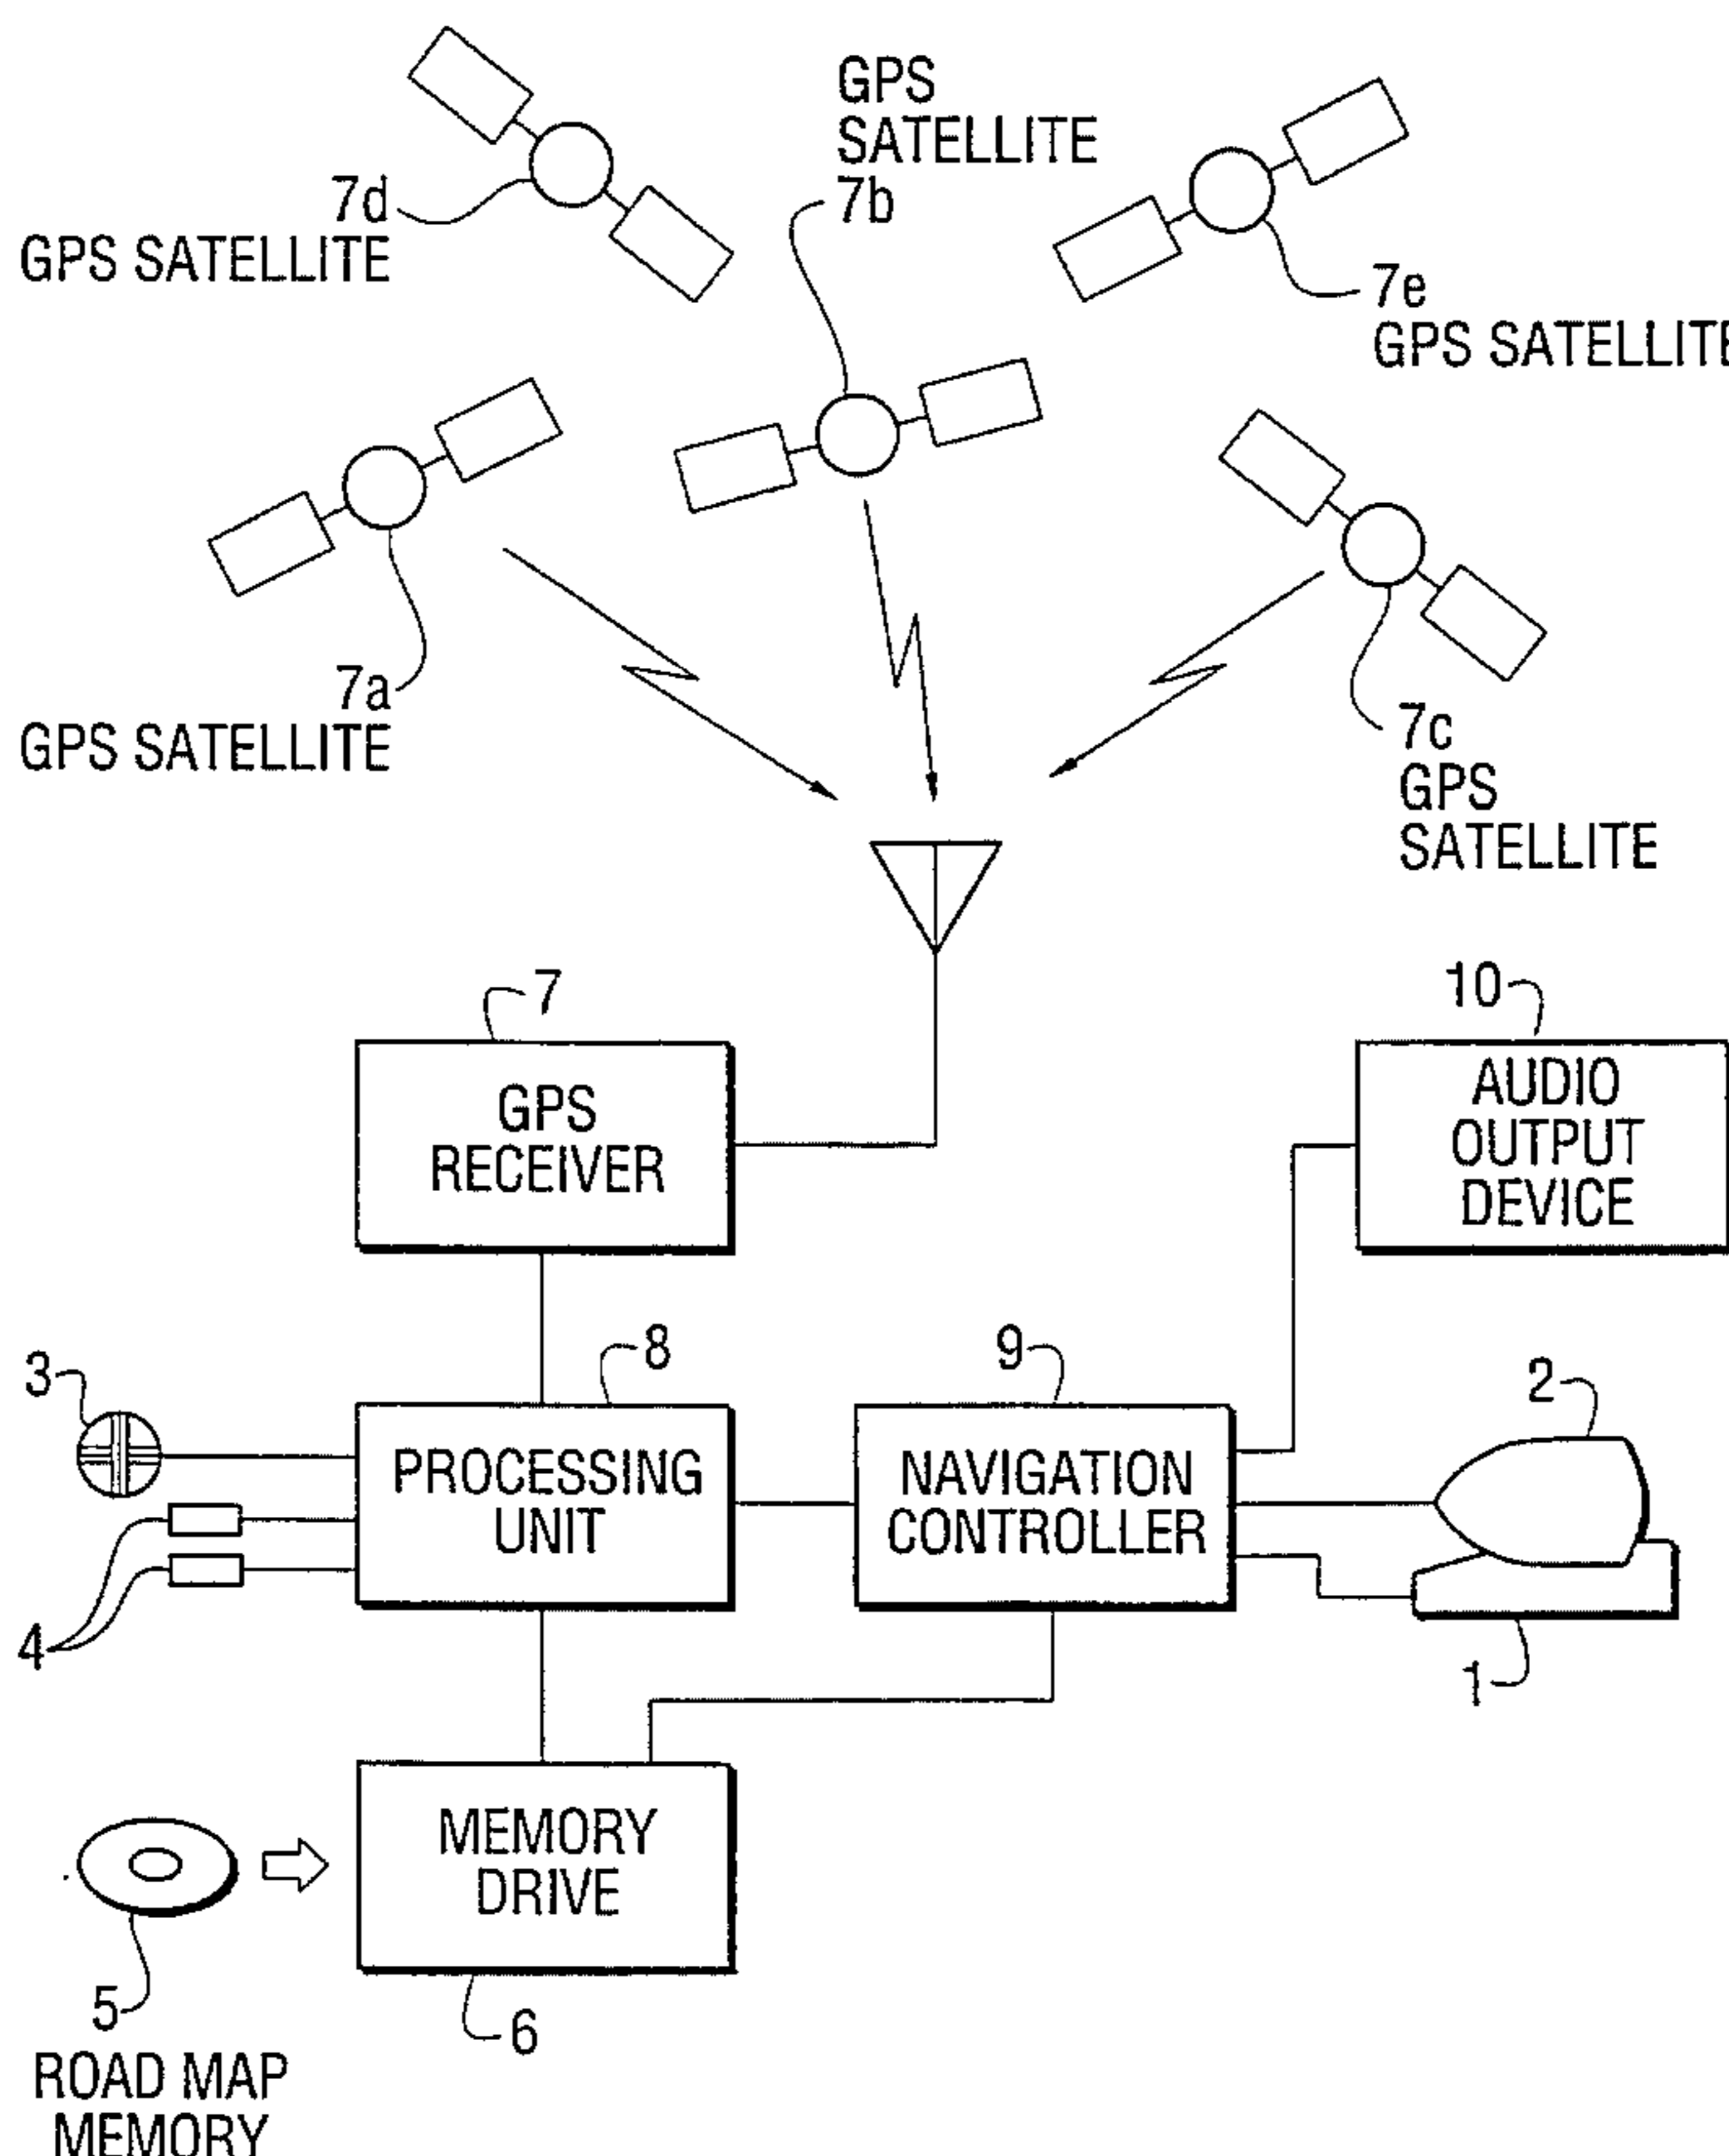 GPS
SATELLITE
7b
7d
GPS SATELLITE
7e
GPS SATELLITE
7a
GPS SATELLITE
7c
GPS
SATELLITE
7
GPS
RECEIVER
10
AUDIO
OUTPUT
DEVICE
3
8
PROCESSING
UNIT
9
NAVIGATION
CONTROLLER
2
4
1
MEMORY
DRIVE
5
ROAD MAP
MEMORY
6